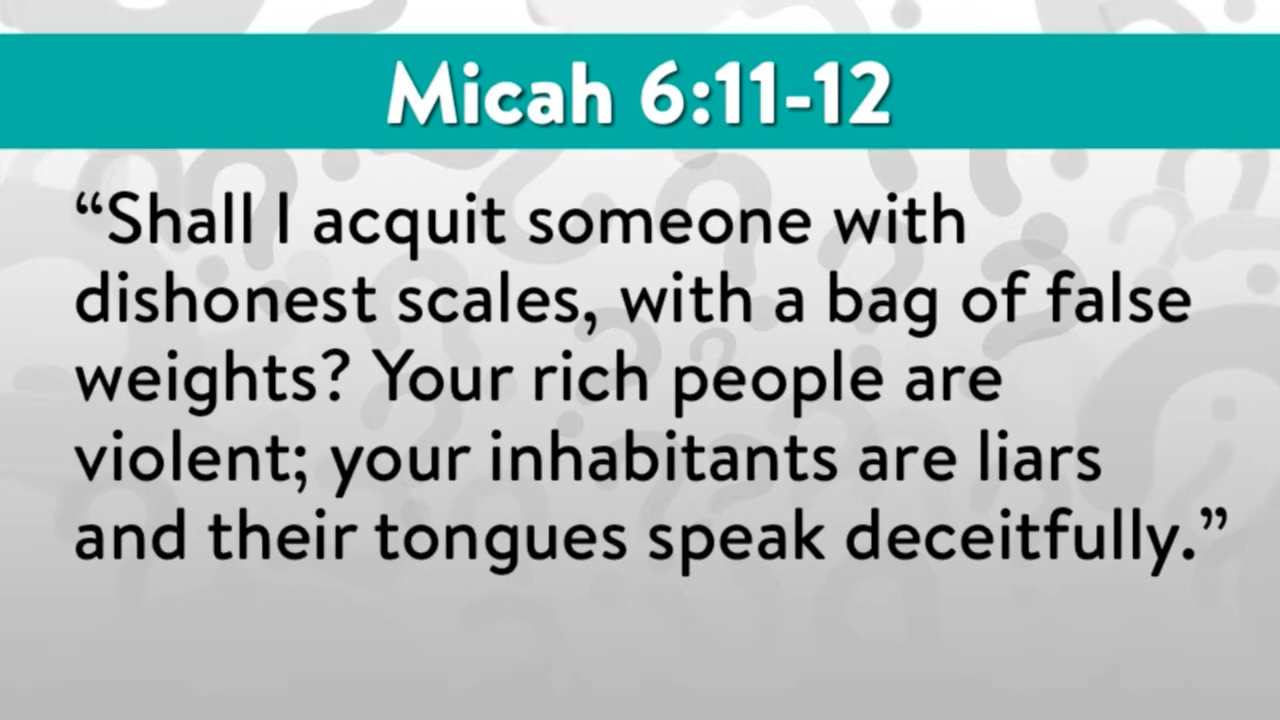 Micah 6:11-12
“Shall I acquit someone with
dishonest scales, with a bag of false
weights? Your rich people are
violent; your inhabitants are liars
and their tongues speak deceitfully.”